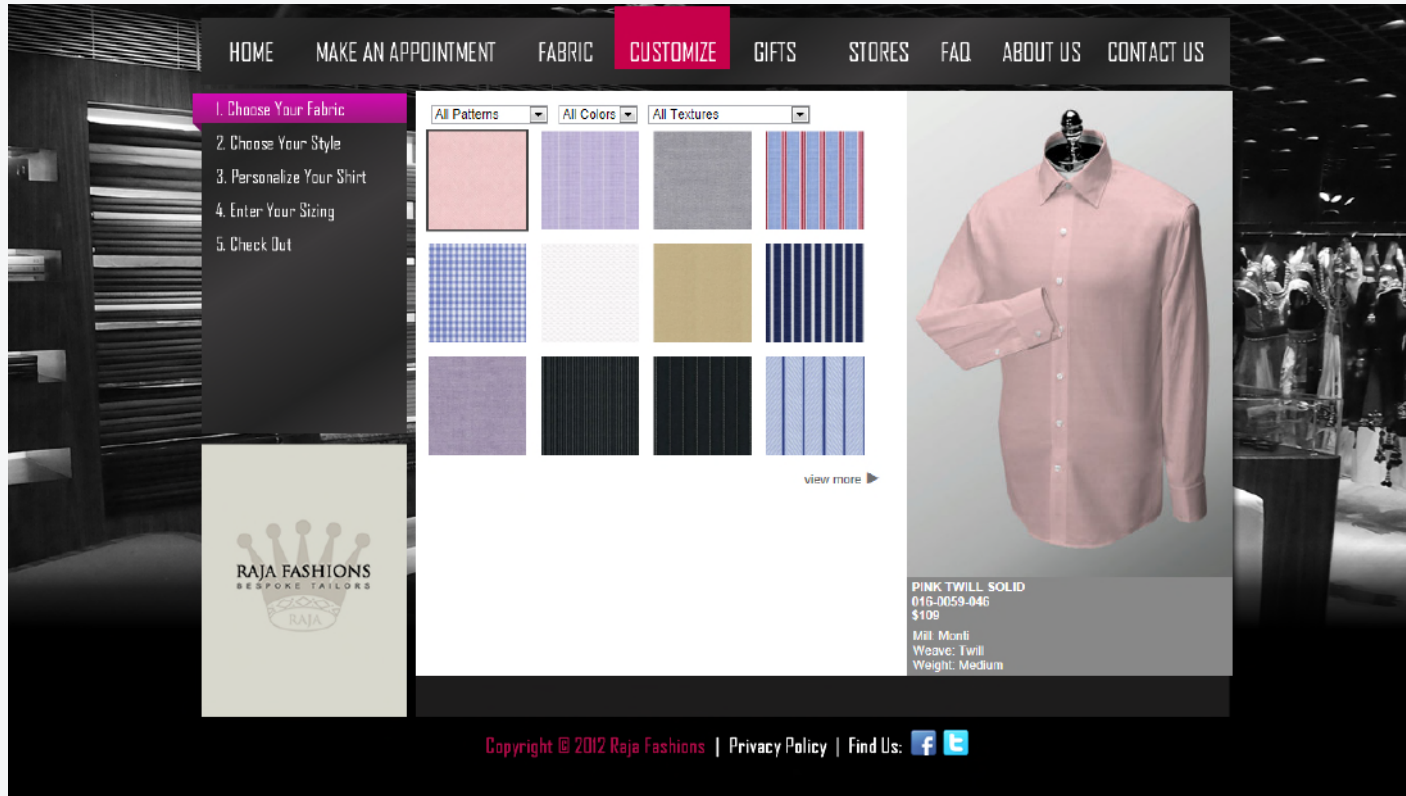 HOME MAKE AN APPOINTMENT FABRIC CUSTOMIZE GIFTS STORES FAQ ABOUT US CONTACT US
1. Choose Your Fabric
2. Choose Your Style
3. Personalize Your Shirt
4. Enter Your Sizing
5. Check Out
All Patterns All Colors All Textures
view more
RAJA FASHIONS
BESPOKE TAILORS
RAJA
PINK TWILL SOLID
016-0059-046
$109
Mill: Monti
Weave: Twill
Weight: Medium
Copyright © 2012 Raja Fashions | Privacy Policy | Find Us: f t